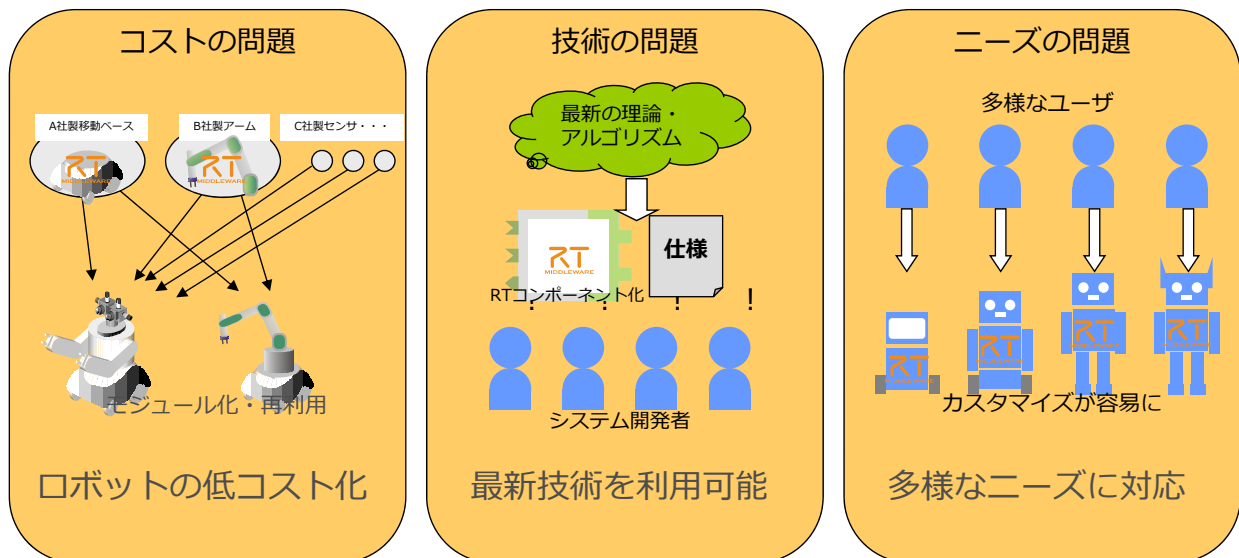 コストの問題
A社製移動ベース
B社製アーム
C社製センサ・・・
RT
MIDDLEWARE
RT
MIDDLEWARE
モジュール化・再利用
ロボットの低コスト化
技術の問題
最新の理論・
アルゴリズム
RT
MIDDLEWARE
仕様
RTコンポーネント化
! ! ! !
システム開発者
最新技術を利用可能
ニーズの問題
多様なユーザ
RT
MIDDLEWARE
RT
MIDDLEWARE
RT
MIDDLEWARE
RT
MIDDLEWARE
カスタマイズが容易に
多様なニーズに対応